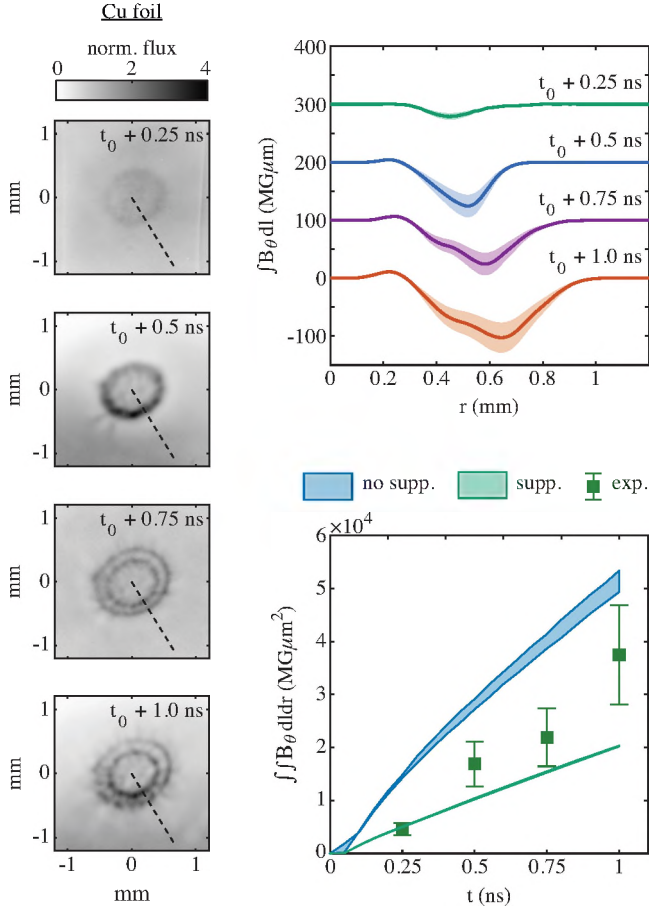 Cu foil
norm. flux
0 2 4
t0 + 0.25 ns
1
0
-1
mm
t0 + 0.5 ns
1
0
-1
mm
t0 + 0.75 ns
1
0
-1
mm
t0 + 1.0 ns
1
0
-1
mm
-1 0 1
mm
400
300
200
100
0
-100
∫Bθdl (MGμm)
t0 + 0.25 ns
t0 + 0.5 ns
t0 + 0.75 ns
t0 + 1.0 ns
0 0.2 0.4 0.6 0.8 1
r (mm)
no supp. supp. exp.
×10^4
6
5
4
3
2
1
0
∫∫Bθdldr (MGμm²)
0 0.25 0.5 0.75 1
t (ns)